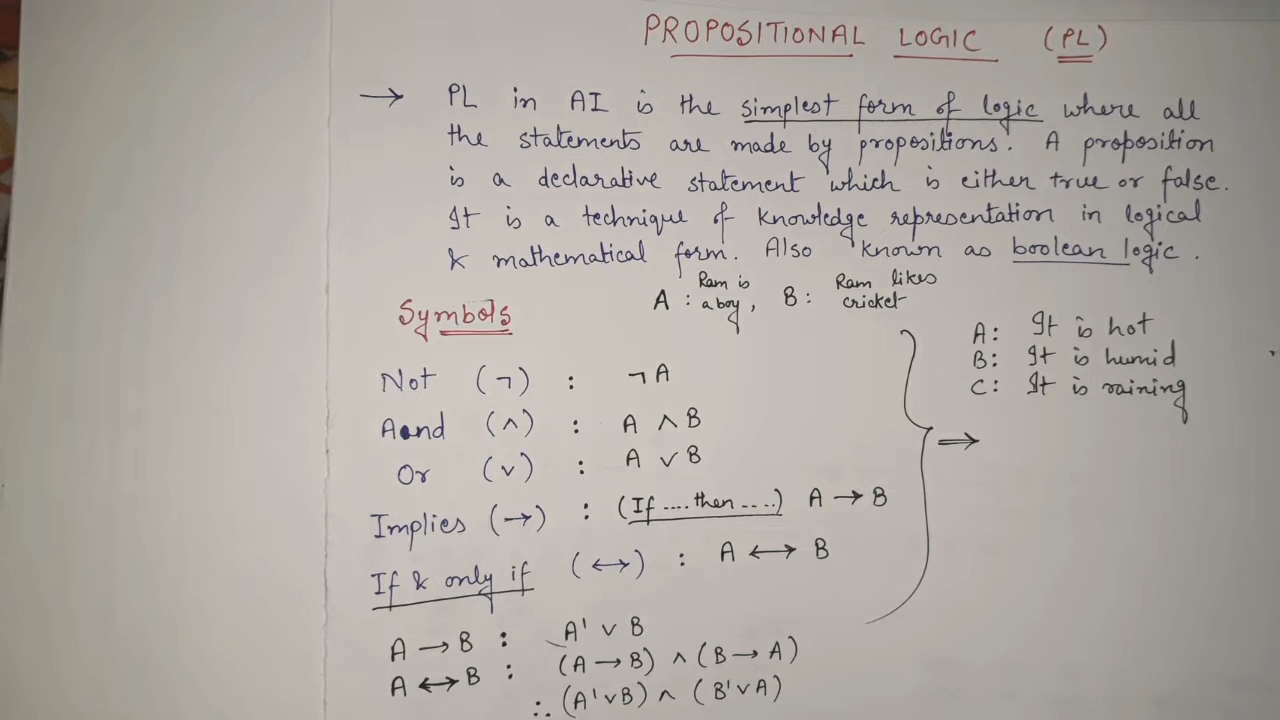 PROPOSITIONAL LOGIC (PL)
→ PL in AI is the simplest form of logic where all
the statements are made by propositions. A proposition
is a declarative statement which is either true or false.
It is a technique of knowledge representation in logical
& mathematical form. Also known as boolean logic.
A : Ram is a boy, B : Ram likes cricket
Symbols
Not (¬) : ¬A
And (∧) : A ∧ B
Or (∨) : A ∨ B
Implies (→) : (If ....then ....) A → B
If & only if (↔) : A ↔ B
A → B : A' ∨ B
A ↔ B : (A → B) ∧ (B → A)
∴ (A'∨B) ∧ (B'∨A)
⇒
A: It is hot
B: It is humid
C: It is raining